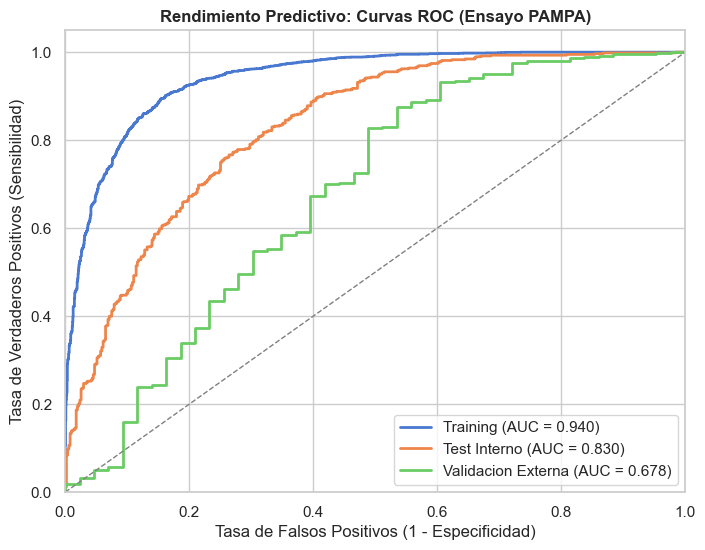 Rendimiento Predictivo: Curvas ROC (Ensayo PAMPA)
Tasa de Verdaderos Positivos (Sensibilidad)
1.0
0.8
0.6
0.4
0.2
0.0
Training (AUC = 0.940)
Test Interno (AUC = 0.830)
Validacion Externa (AUC = 0.678)
0.0 0.2 0.4 0.6 0.8 1.0
Tasa de Falsos Positivos (1 - Especificidad)